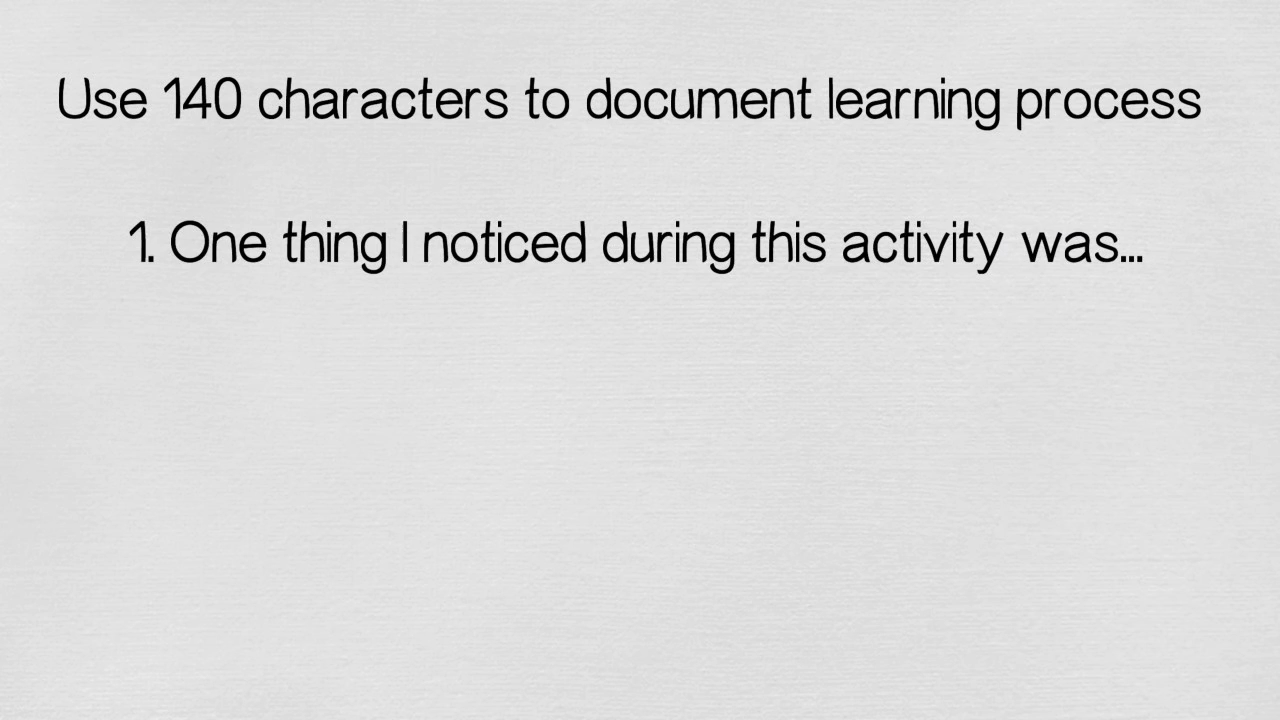 Use 140 characters to document learning process
1. One thing I noticed during this activity was...